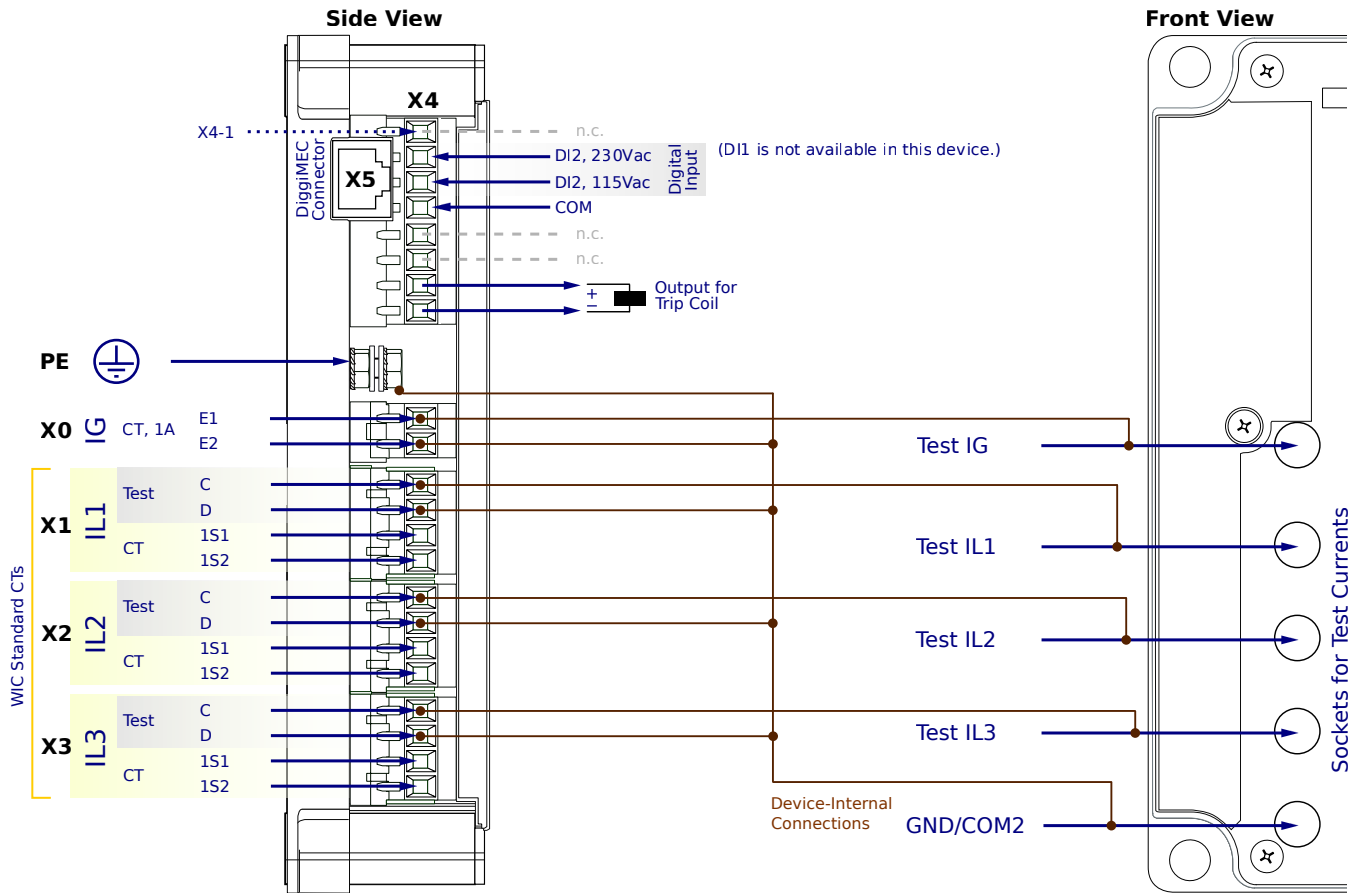 Side View
Front View
X4
X4-1
n.c.
DI2, 230Vac
(DI1 is not available in this device.)
DI2, 115Vac
Digital
Input
COM
DiggiMEC
Connector
X5
n.c.
n.c.
+
−
Output for
Trip Coil
PE
X0
IG
CT, 1A
E1
E2
Test IG
WIC Standard CTs
X1
IL1
Test
C
D
CT
1S1
1S2
Test IL1
X2
IL2
Test
C
D
CT
1S1
1S2
Test IL2
X3
IL3
Test
C
D
CT
1S1
1S2
Test IL3
Sockets for Test Currents
Device-Internal
Connections
GND/COM2